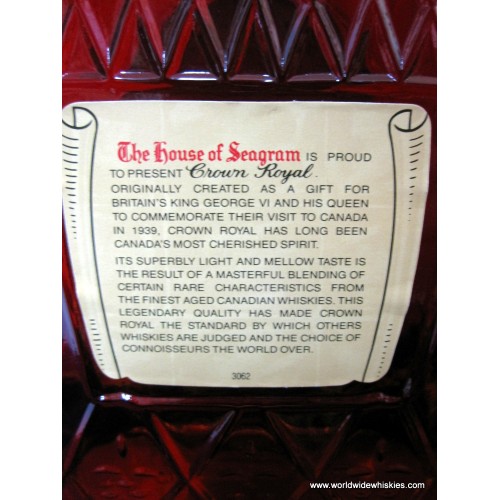 The House of Seagram IS PROUD
TO PRESENT Crown Royal.
ORIGINALLY CREATED AS A GIFT FOR
BRITAIN'S KING GEORGE VI AND HIS QUEEN
TO COMMEMORATE THEIR VISIT TO CANADA
IN 1939, CROWN ROYAL HAS LONG BEEN
CANADA'S MOST CHERISHED SPIRIT.
ITS SUPERBLY LIGHT AND MELLOW TASTE IS
THE RESULT OF A MASTERFUL BLENDING OF
CERTAIN RARE CHARACTERISTICS FROM
THE FINEST AGED CANADIAN WHISKIES. THIS
LEGENDARY QUALITY HAS MADE CROWN
ROYAL THE STANDARD BY WHICH OTHERS
WHISKIES ARE JUDGED AND THE CHOICE OF
CONNOISSEURS THE WORLD OVER.
3062
www.worldwidewhiskies.com